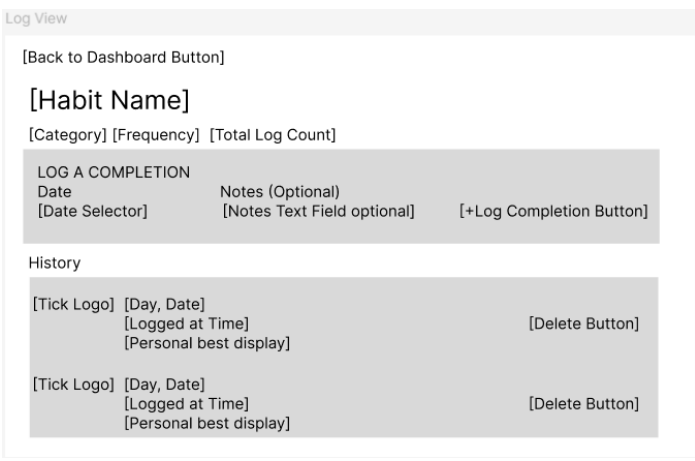 Log View
[Back to Dashboard Button]
[Habit Name]
[Category] [Frequency] [Total Log Count]
LOG A COMPLETION
Date Notes (Optional)
[Date Selector] [Notes Text Field optional] [+Log Completion Button]
History
[Tick Logo] [Day, Date]
[Logged at Time] [Delete Button]
[Personal best display]
[Tick Logo] [Day, Date]
[Logged at Time] [Delete Button]
[Personal best display]